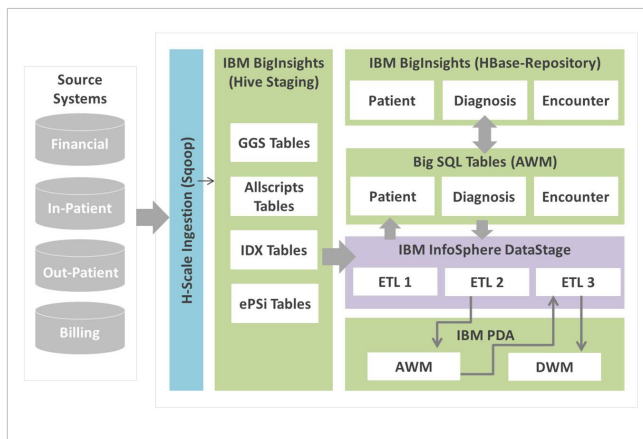 Source
Systems
Financial
In-Patient
Out-Patient
Billing
H-Scale Ingestion (Sqoop)
IBM BigInsights
(Hive Staging)
GGS Tables
Allscripts
Tables
IDX Tables
ePSi Tables
IBM BigInsights (HBase-Repository)
Patient
Diagnosis
Encounter
Big SQL Tables (AWM)
Patient
Diagnosis
Encounter
IBM InfoSphere DataStage
ETL 1
ETL 2
ETL 3
IBM PDA
AWM
DWM